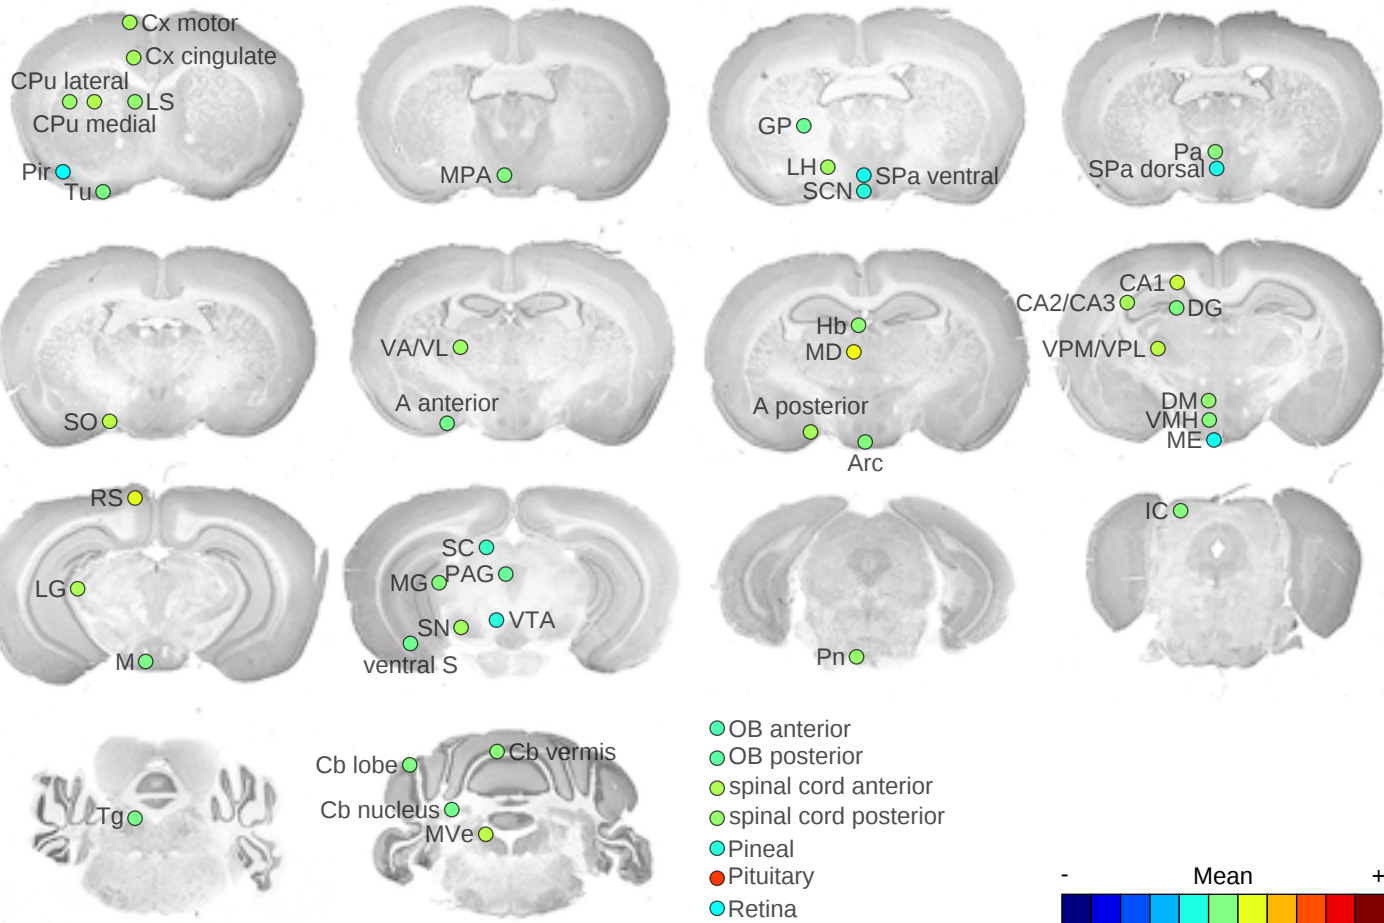 Cx motor
Cx cingulate
CPu lateral
LS
CPu medial
Pir
Tu
MPA
GP
LH
SPa ventral
SCN
Pa
SPa dorsal
SO
VA/VL
A anterior
Hb
MD
A posterior
Arc
CA1
CA2/CA3
DG
VPM/VPL
DM
VMH
ME
RS
LG
M
SC
PAG
MG
VTA
SN
ventral S
Pn
IC
Tg
Cb lobe
Cb vermis
Cb nucleus
MVe
OB anterior
OB posterior
spinal cord anterior
spinal cord posterior
Pineal
Pituitary
Retina
- Mean +